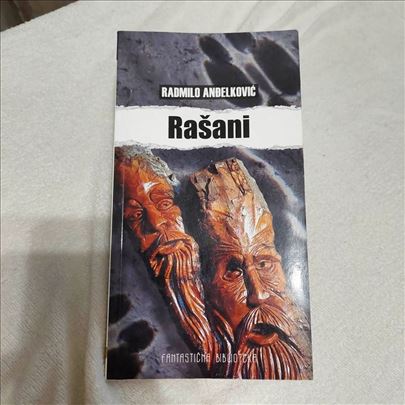 RADMILO ANĐELKOVIĆ
Rašani
FANTASTIČNA BIBLIOTEKA